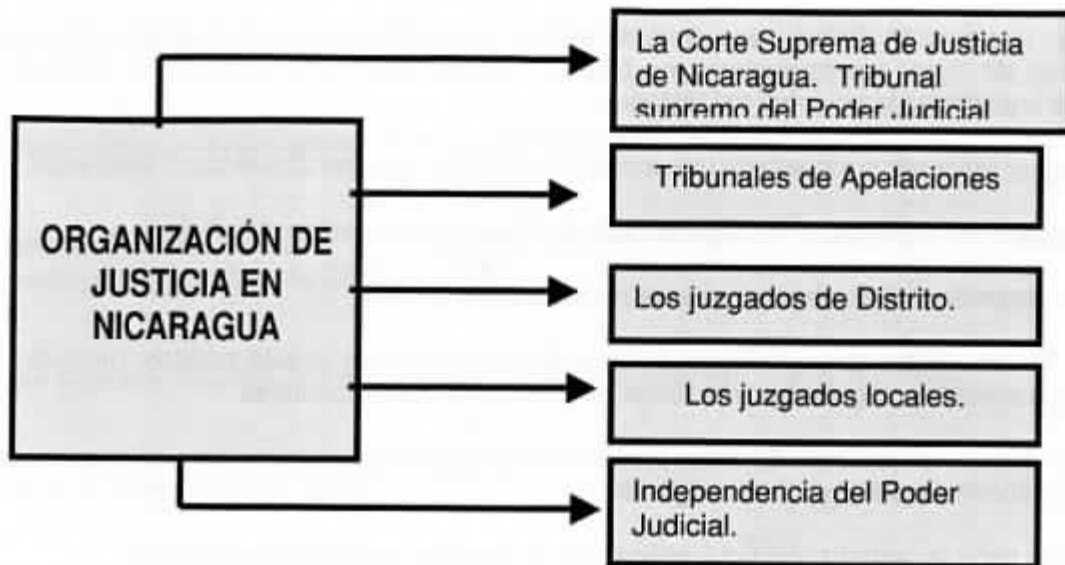 La Corte Suprema de Justicia
de Nicaragua. Tribunal
supremo del Poder Judicial
Tribunales de Apelaciones
ORGANIZACIÓN DE
JUSTICIA EN
NICARAGUA
Los juzgados de Distrito.
Los juzgados locales.
Independencia del Poder
Judicial.